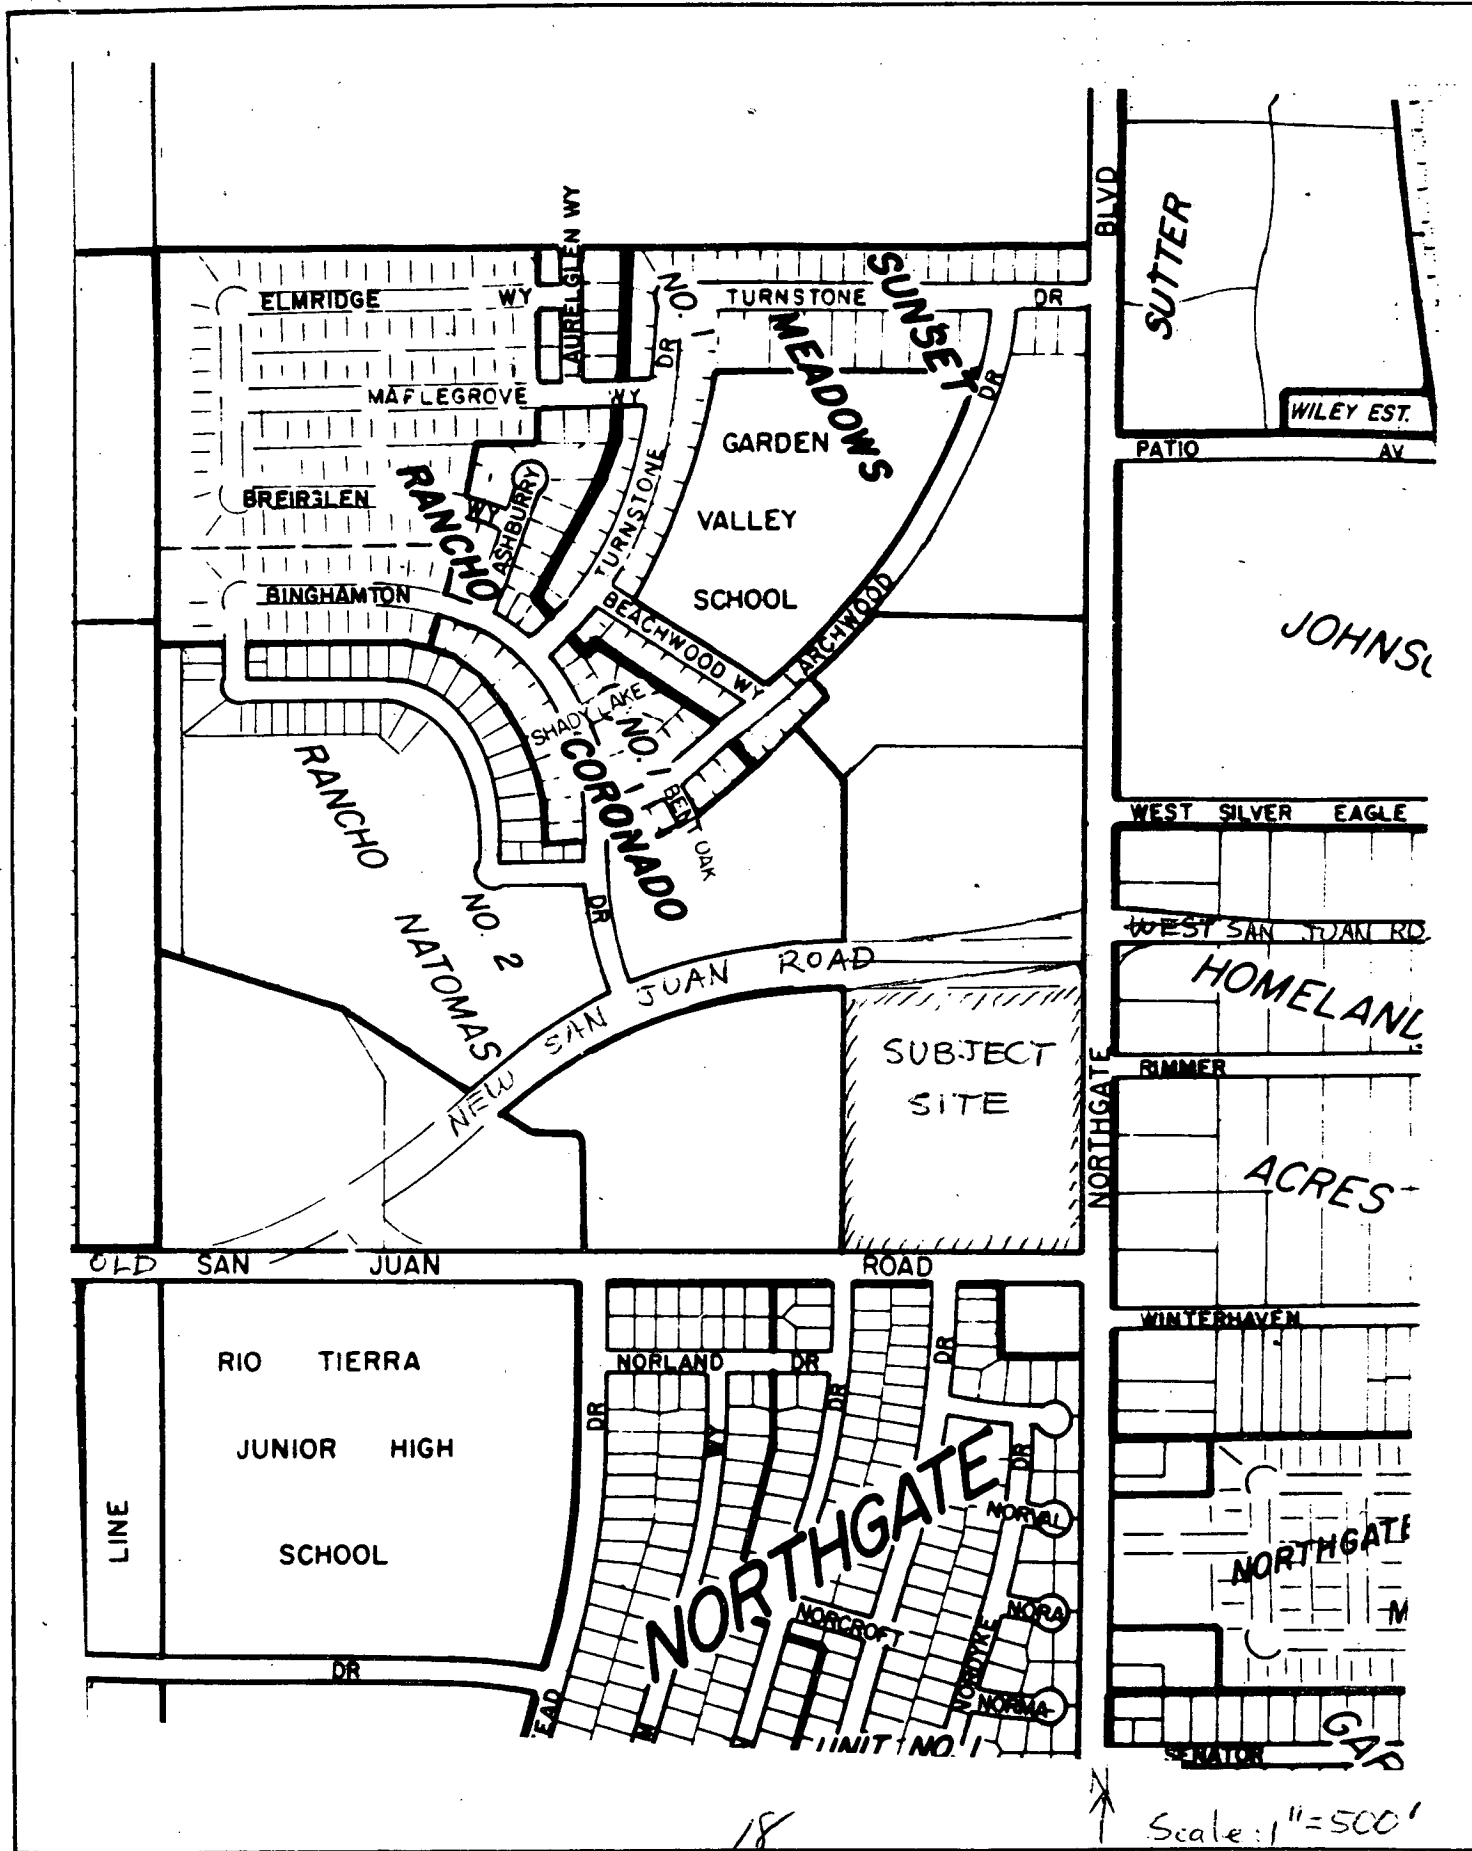 BLVD
SUTTER
LAURELGLEN WY
ELMRIDGE WY
NO. 1
TURNSTONE DR
SUNSET
MEADOWS
DR
DR
MAPLEGROVE WY
WILEY EST.
PATIO AV
GARDEN
VALLEY
SCHOOL
RANCHO
BREIRGLEN
WY
ASHBURRY
TURNSTONE
BINGHAMTON
BEACHWOOD WY
ARCHWOOD
SHADY LAKE
NO. 1
CORONADO
BENT OAK
DR
RANCHO
NO. 2
NATOMAS
WEST SILVER EAGLE
WEST SAN JUAN RD
HOMELAND
NEW SAN JUAN ROAD
SUBJECT
SITE
NORTHGATE
RIMMER
ACRES
OLD SAN JUAN ROAD
WINTERHAVEN
RIO TIERRA
JUNIOR HIGH
SCHOOL
LINE
DR
NORLAND DR
DR
WY
DR
DR
DR
NORTHGATE
NORVAL
NORA
NORCROFT
NORDYKE
NORMA
UNIT NO. 1
EAD
NORTHGATE
M
GAR
SENATOR
N
18
Scale: 1"=500'